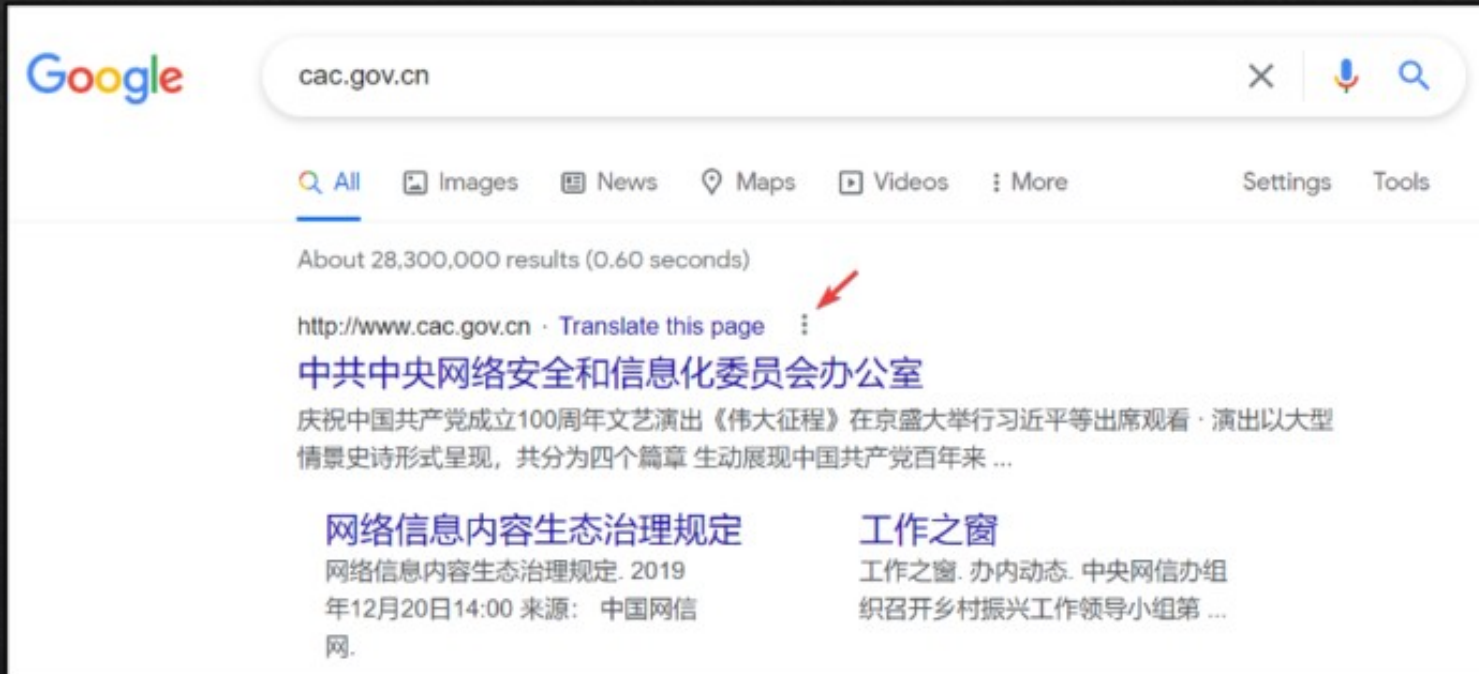 Google
cac.gov.cn
All Images News Maps Videos More Settings Tools
About 28,300,000 results (0.60 seconds)
http://www.cac.gov.cn · Translate this page
中共中央网络安全和信息化委员会办公室
庆祝中国共产党成立100周年文艺演出《伟大征程》在京盛大举行习近平等出席观看 · 演出以大型
情景史诗形式呈现，共分为四个篇章 生动展现中国共产党百年来 ...
网络信息内容生态治理规定
网络信息内容生态治理规定. 2019
年12月20日14:00 来源： 中国网信
网.
工作之窗
工作之窗. 办内动态. 中央网信办组
织召开乡村振兴工作领导小组第 ...